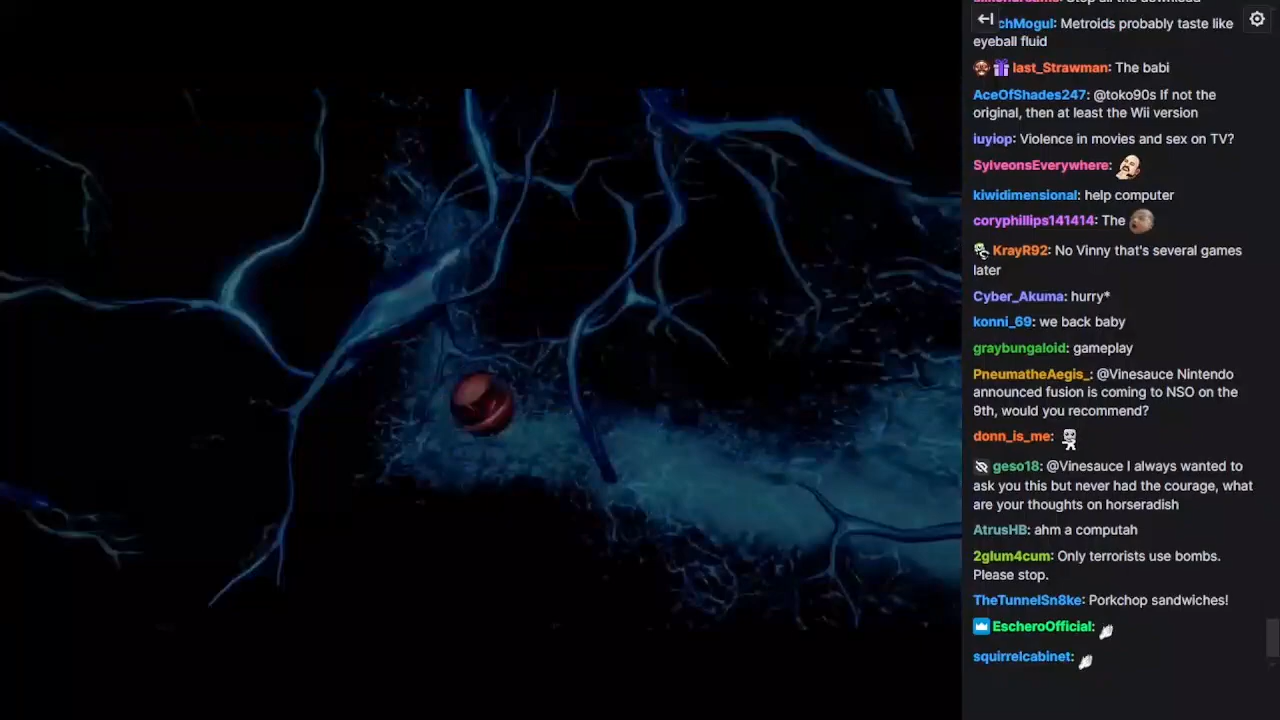 chMogul: Metroids probably taste like
eyeball fluid
last_Strawman: The babi
AceOfShades247: @toko90s If not the
original, then at least the Wii version
iuyiop: Violence in movies and sex on TV?
SylveonsEverywhere:
kiwidimensional: help computer
coryphillips141414: The
KrayR92: No Vinny that's several games
later
Cyber_Akuma: hurry*
konni_69: we back baby
graybungaloid: gameplay
PneumatheAegis_: @Vinesauce Nintendo
announced fusion is coming to NSO on the
9th, would you recommend?
donn_is_me:
geso18: @Vinesauce I always wanted to
ask you this but never had the courage, what
are your thoughts on horseradish
AtrusHB: ahm a computah
2glum4cum: Only terrorists use bombs.
Please stop.
TheTunnelSn8ke: Porkchop sandwiches!
EscheroOfficial:
squirrelcabinet: